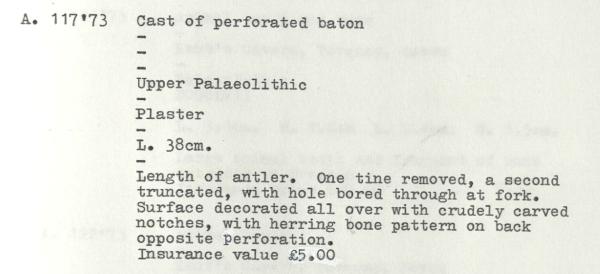 A. 117'73 Cast of perforated baton
-
-
-
Upper Palaeolithic
-
Plaster
-
L. 38cm.
-
Length of antler. One tine removed, a second
truncated, with hole bored through at fork.
Surface decorated all over with crudely carved
notches, with herring bone pattern on back
opposite perforation.
Insurance value £5.00